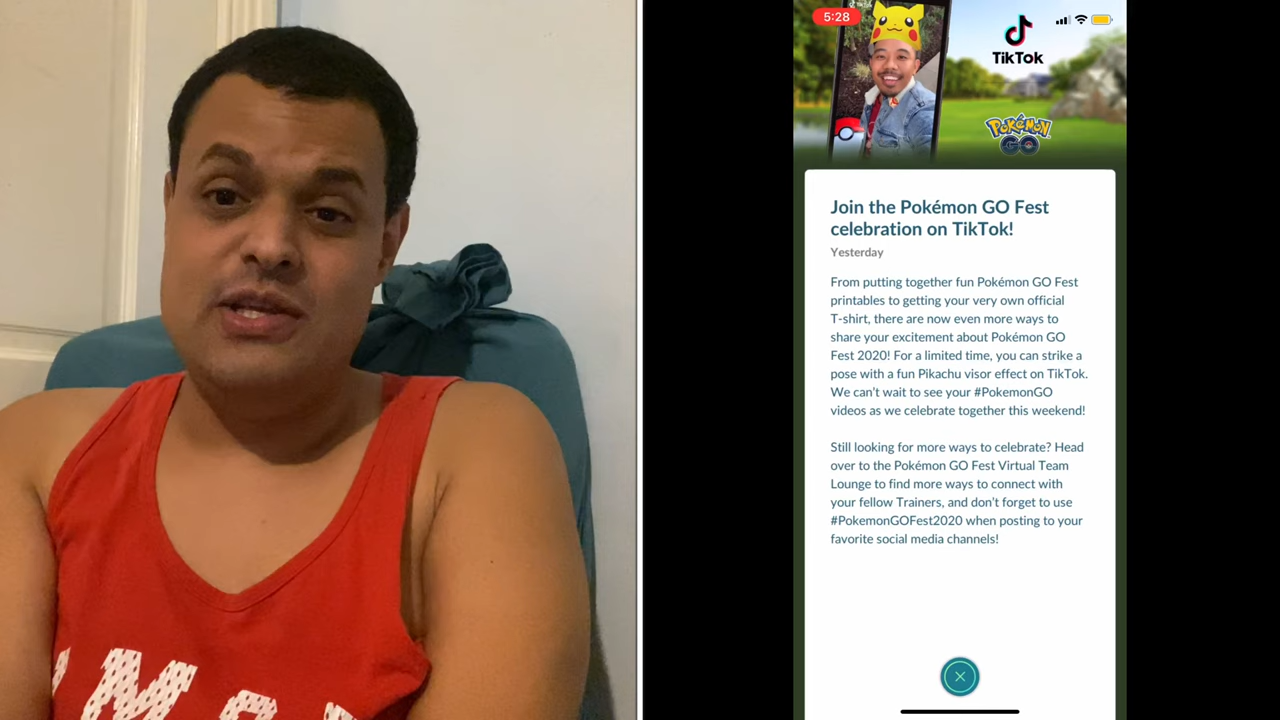 5:28
TikTok
POKÉMON
GO
Join the Pokémon GO Fest
celebration on TikTok!
Yesterday
From putting together fun Pokémon GO Fest
printables to getting your very own official
T-shirt, there are now even more ways to
share your excitement about Pokémon GO
Fest 2020! For a limited time, you can strike a
pose with a fun Pikachu visor effect on TikTok.
We can't wait to see your #PokemonGO
videos as we celebrate together this weekend!
Still looking for more ways to celebrate? Head
over to the Pokémon GO Fest Virtual Team
Lounge to find more ways to connect with
your fellow Trainers, and don't forget to use
#PokemonGOFest2020 when posting to your
favorite social media channels!